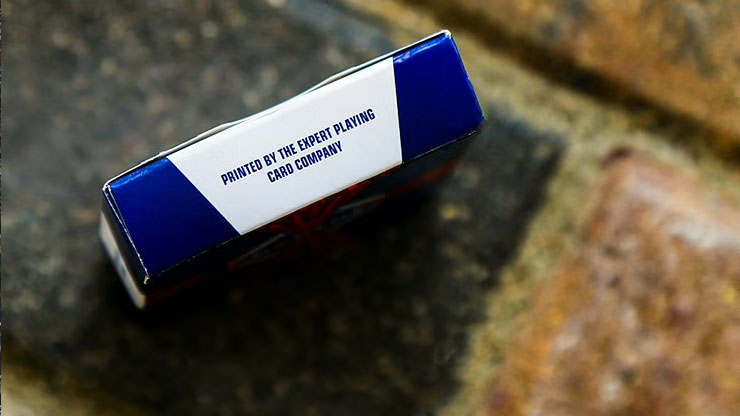 PRINTED BY THE EXPERT PLAYING
CARD COMPANY